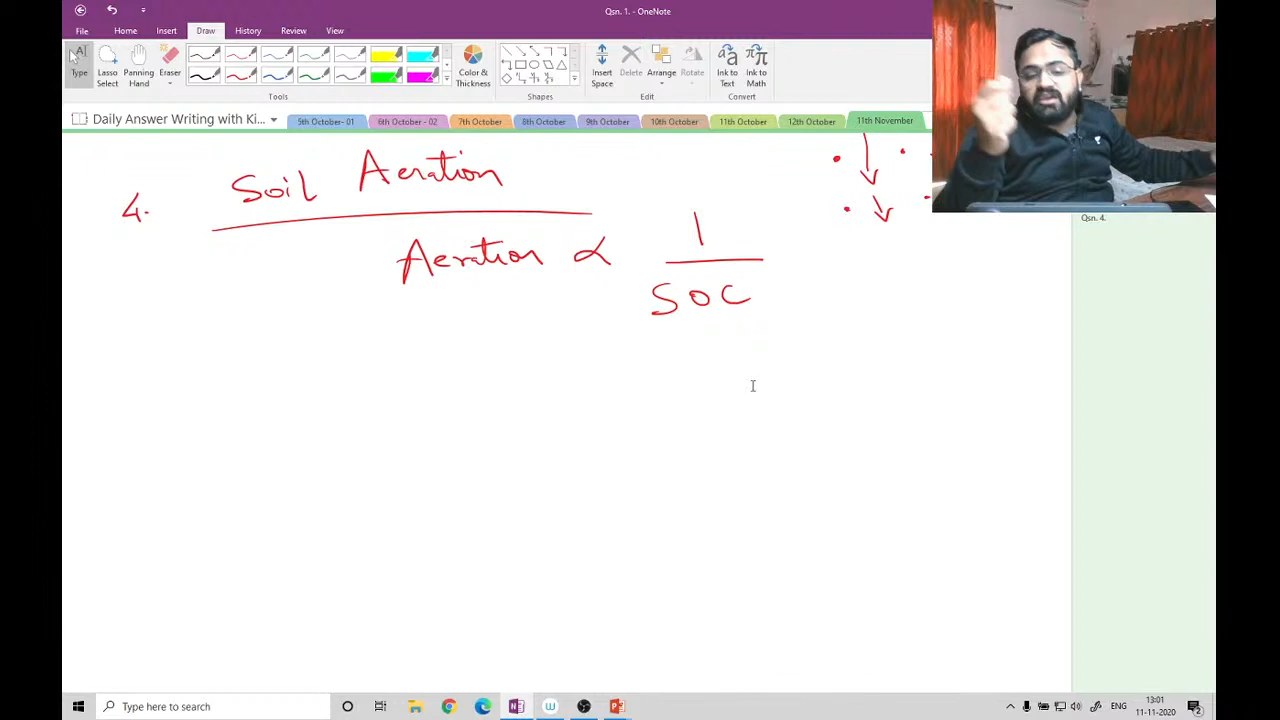 Qsn. 1. - OneNote
File Home Insert Draw History Review View
Type
Lasso Select
Panning Hand
Eraser
Color & Thickness
Insert Space
Delete
Arrange
Rotate
Ink to Text
Ink to Math
Tools
Shapes
Edit
Convert
Daily Answer Writing with Ki...
5th October- 01
6th October - 02
7th October
8th October
9th October
10th October
11th October
12th October
11th November
4. Soil Aeration
Aeration ∝ 1
SOC
Qsn. 4.
Type here to search
ENG
13:01
11-11-2020
2